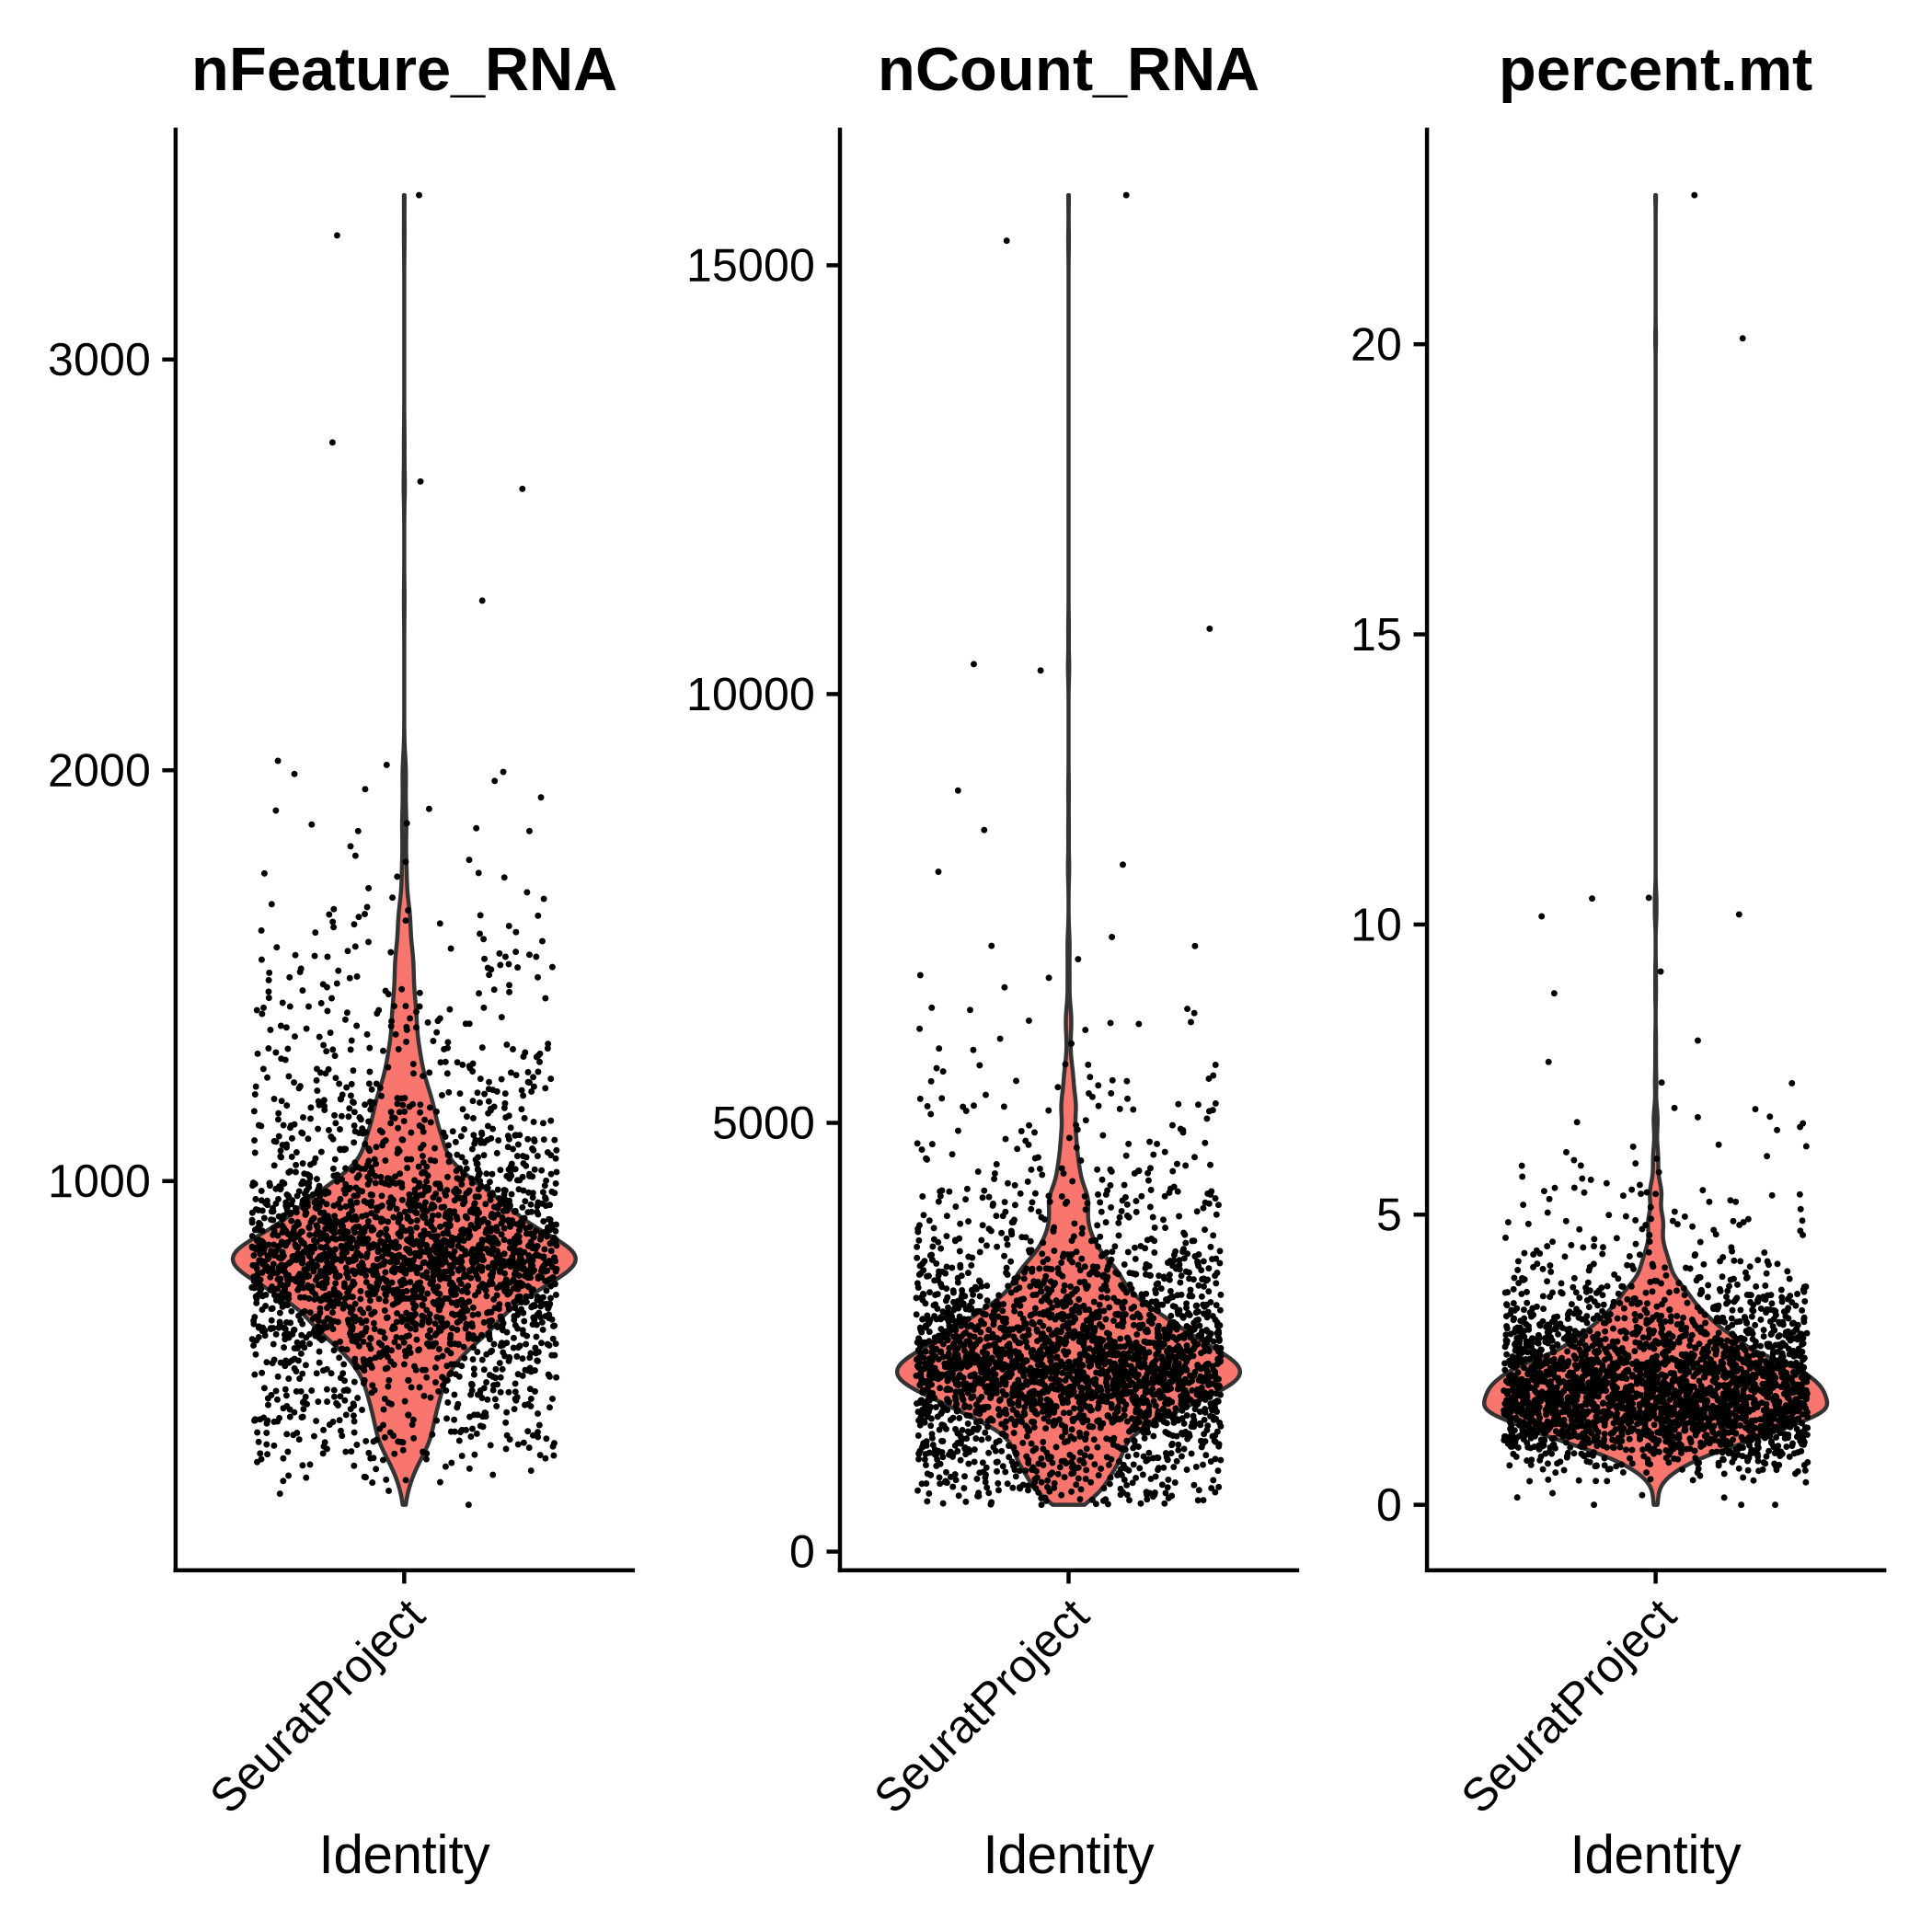 nFeature_RNA
3000
2000
1000
SeuratProject
Identity
nCount_RNA
15000
10000
5000
0
SeuratProject
Identity
percent.mt
20
15
10
5
0
SeuratProject
Identity